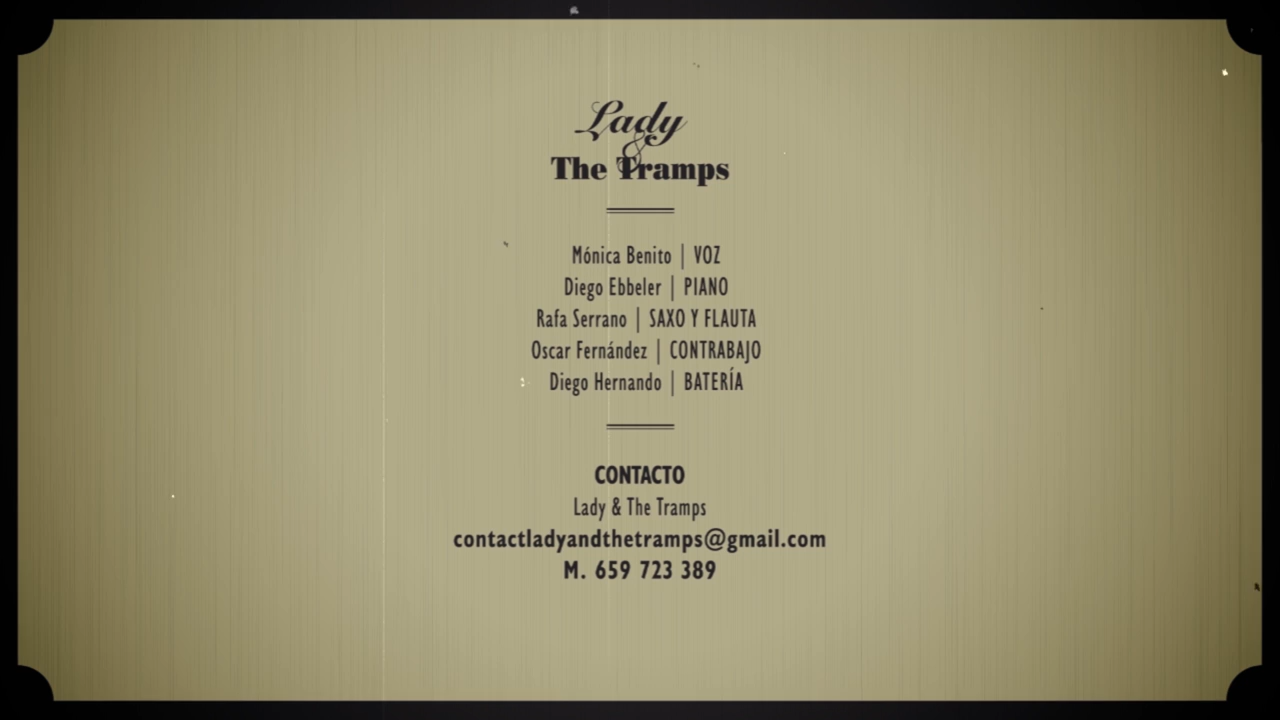 Lady
&
The Tramps
Mónica Benito | VOZ
Diego Ebbeler | PIANO
Rafa Serrano | SAXO Y FLAUTA
Oscar Fernández | CONTRABAJO
Diego Hernando | BATERÍA
CONTACTO
Lady & The Tramps
contactladyandthetramps@gmail.com
M. 659 723 389